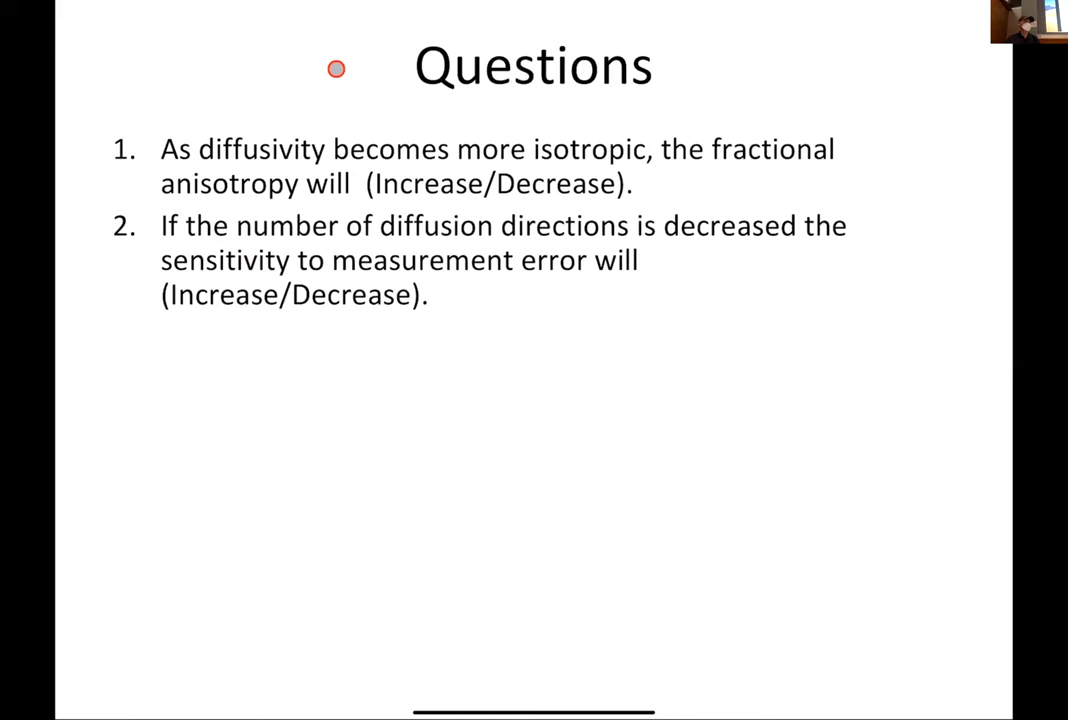 Questions
1. As diffusivity becomes more isotropic, the fractional
anisotropy will (Increase/Decrease).
2. If the number of diffusion directions is decreased the
sensitivity to measurement error will
(Increase/Decrease).